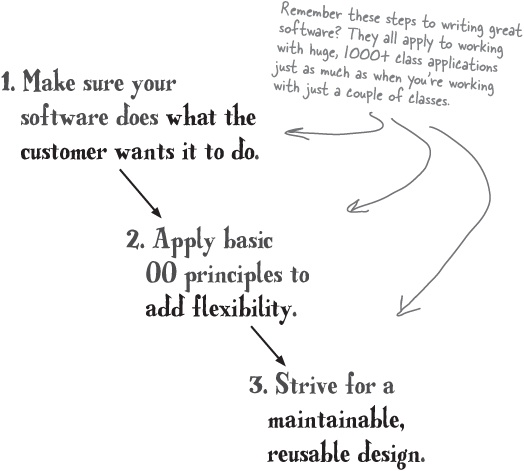 Remember these steps to writing great
software? They all apply to working
with huge, 1000+ class applications
just as much as when you're working
with just a couple of classes.
1. Make sure your
software does what the
customer wants it to do.
2. Apply basic
OO principles to
add flexibility.
3. Strive for a
maintainable,
reusable design.